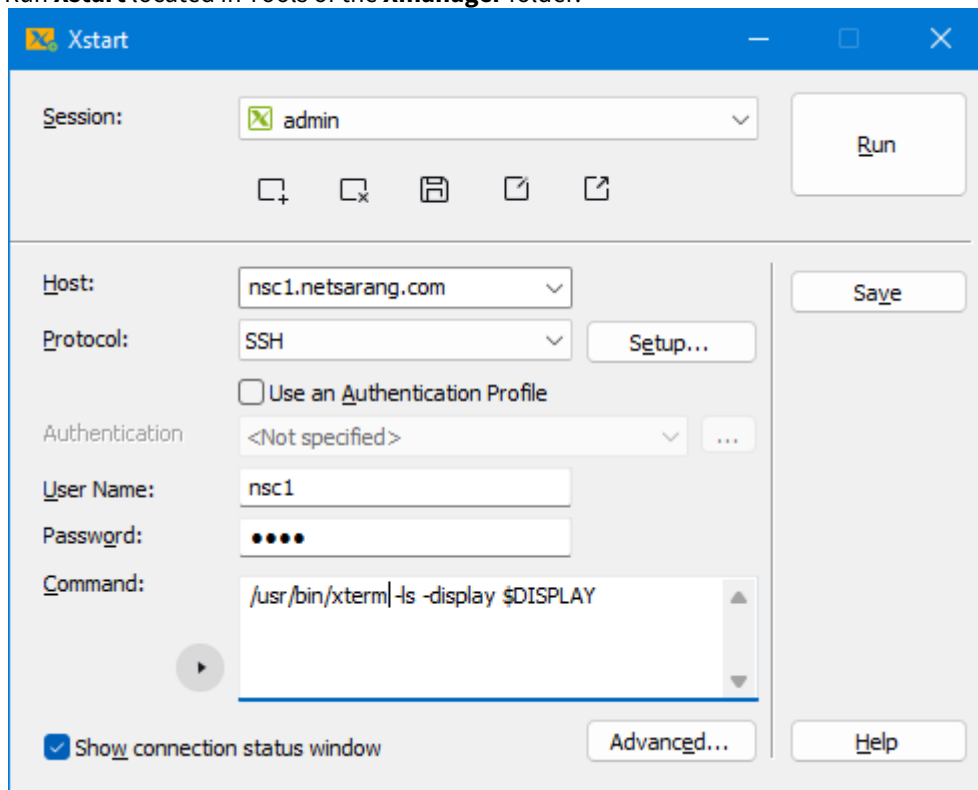 Run Xstart located in Tools of the Xmanager folder.
Xstart
Session:
admin
Run
Host:
nsc1.netsarang.com
Save
Protocol:
SSH
Setup...
Use an Authentication Profile
Authentication
<Not specified>
...
User Name:
nsc1
Password:
••••
Command:
/usr/bin/xterm -ls -display $DISPLAY
Show connection status window
Advanced...
Help